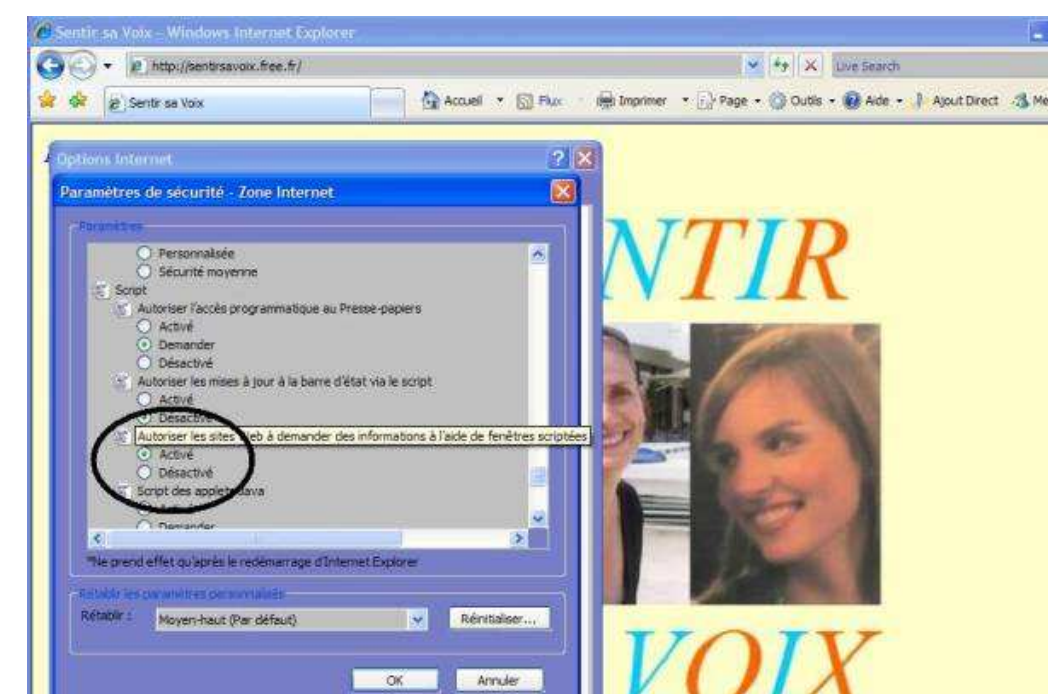 Sentir sa Voix - Windows Internet Explorer
http://sentirsavoix.free.fr/
Live Search
Sentir sa Voix
Accueil
Flux
Imprimer
Page
Outils
Aide
Ajout Direct
Me
Options Internet
Paramètres de sécurité - Zone Internet
Paramètres
Personnalisée
Sécurité moyenne
Script
Autoriser l'accès programmatique au Presse-papiers
Activé
Demander
Désactivé
Autoriser les mises à jour à la barre d'état via le script
Activé
Désactivé
Autoriser les sites Web à demander des informations à l'aide de fenêtres scriptées
Activé
Désactivé
Script des applets Java
Activé
Demander
*Ne prend effet qu'après le redémarrage d'Internet Explorer
Rétablir les paramètres personnalisés
Rétablir :
Moyen-haut (Par défaut)
Réinitialiser...
OK
Annuler
NTIR
VOIX